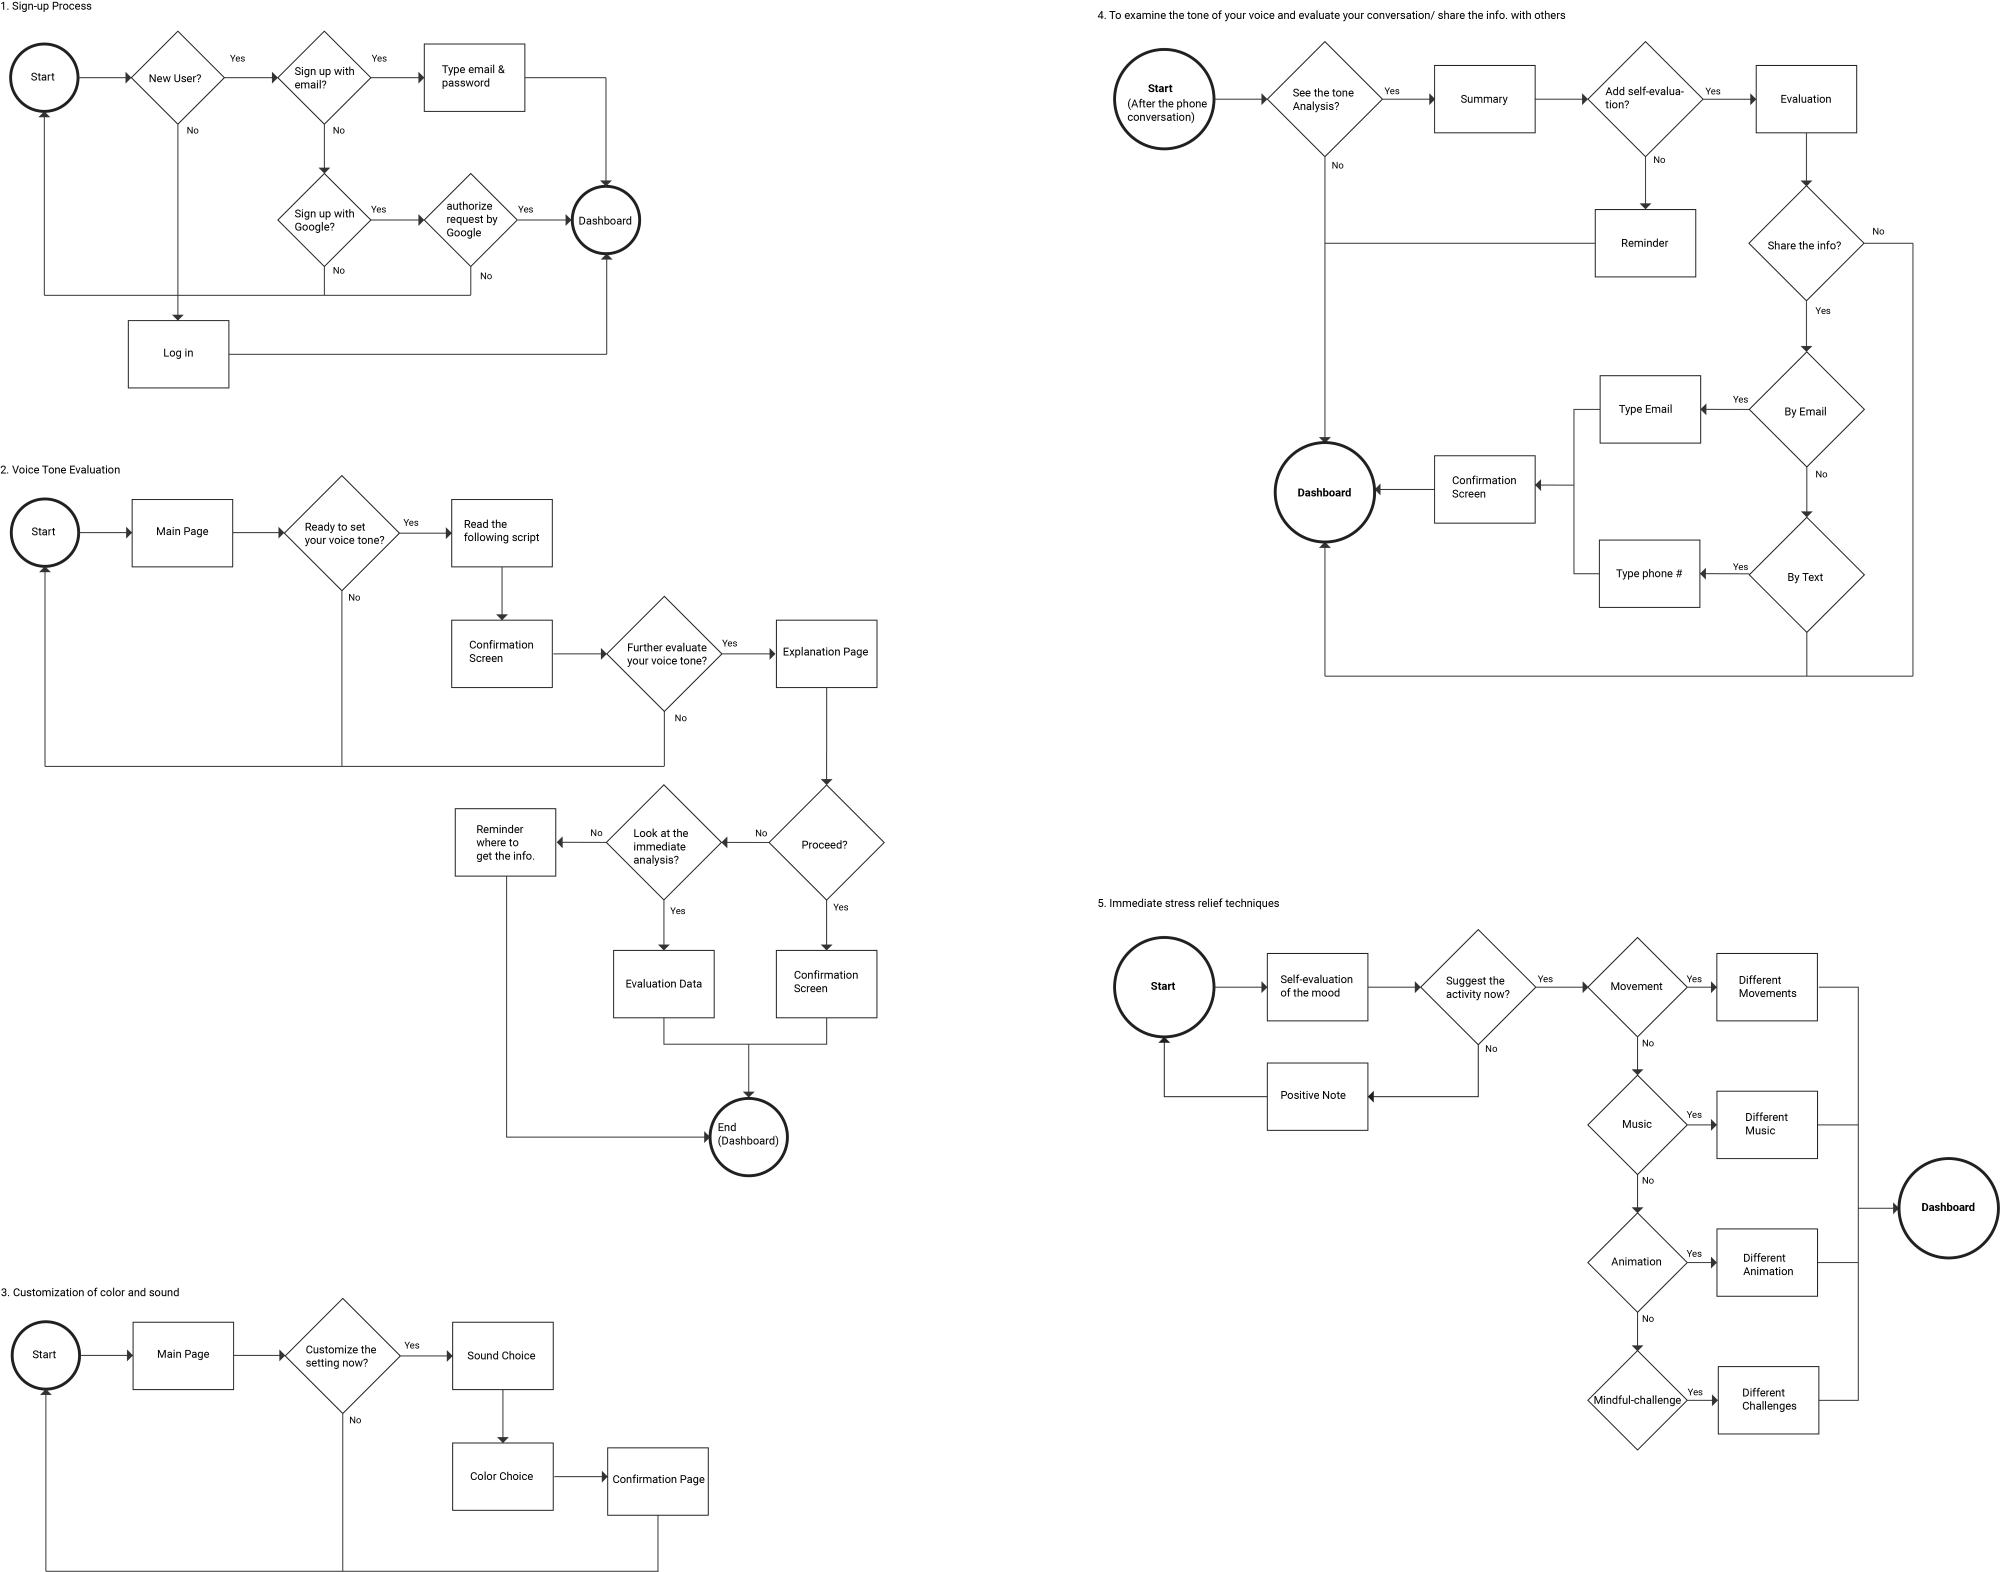 1. Sign-up Process
Start
New User?
Yes
No
Sign up with
email?
Yes
No
Type email &
password
Sign up with
Google?
Yes
No
authorize
request by
Google
Yes
No
Dashboard
Log in
2. Voice Tone Evaluation
Start
Main Page
Ready to set
your voice tone?
Yes
No
Read the
following script
Confirmation
Screen
Further evaluate
your voice tone?
Yes
No
Explanation Page
Proceed?
No
Yes
Look at the
immediate
analysis?
No
Yes
Reminder
where to
get the info.
Evaluation Data
Confirmation
Screen
End
(Dashboard)
3. Customization of color and sound
Start
Main Page
Customize the
setting now?
Yes
No
Sound Choice
Color Choice
Confirmation Page
4. To examine the tone of your voice and evaluate your conversation/ share the info. with others
Start
(After the phone
conversation)
See the tone
Analysis?
Yes
No
Summary
Add self-evalua-
tion?
Yes
No
Evaluation
Reminder
Share the info?
No
Yes
By Email
Yes
No
Type Email
By Text
Yes
Type phone #
Confirmation
Screen
Dashboard
5. Immediate stress relief techniques
Start
Self-evaluation
of the mood
Suggest the
activity now?
Yes
No
Positive Note
Movement
Yes
No
Different
Movements
Music
Yes
No
Different
Music
Animation
Yes
No
Different
Animation
Mindful-challenge
Yes
Different
Challenges
Dashboard